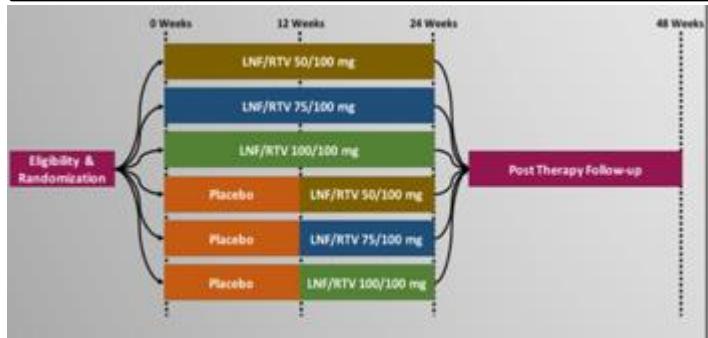 0 Weeks
12 Weeks
24 Weeks
48 Weeks
LNF/RTV 50/100 mg
LNF/RTV 75/100 mg
LNF/RTV 100/100 mg
Eligibility &
Randomization
Placebo
LNF/RTV 50/100 mg
Placebo
LNF/RTV 75/100 mg
Placebo
LNF/RTV 100/100 mg
Post Therapy Follow-up